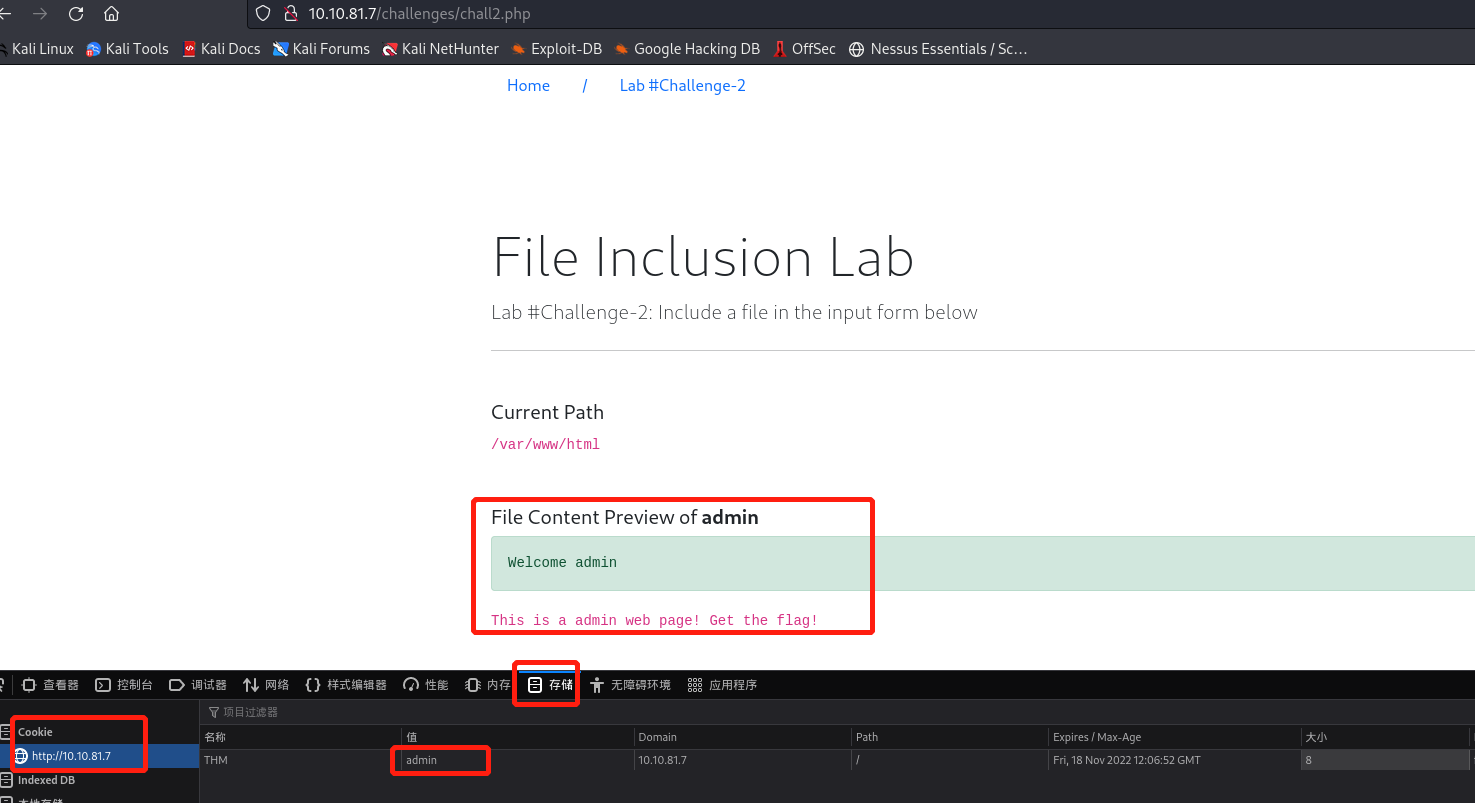 10.10.81.7/challenges/chall2.php
Kali Linux Kali Tools Kali Docs Kali Forums Kali NetHunter Exploit-DB Google Hacking DB OffSec Nessus Essentials / Sc…
Home / Lab #Challenge-2
File Inclusion Lab
Lab #Challenge-2: Include a file in the input form below
Current Path
/var/www/html
File Content Preview of admin
Welcome admin
This is a admin web page! Get the flag!
查看器 控制台 调试器 网络 样式编辑器 性能 内存 存储 无障碍环境 应用程序
项目过滤器
Cookie
名称 值 Domain Path Expires / Max-Age 大小
http://10.10.81.7
THM admin 10.10.81.7 / Fri, 18 Nov 2022 12:06:52 GMT 8
Indexed DB